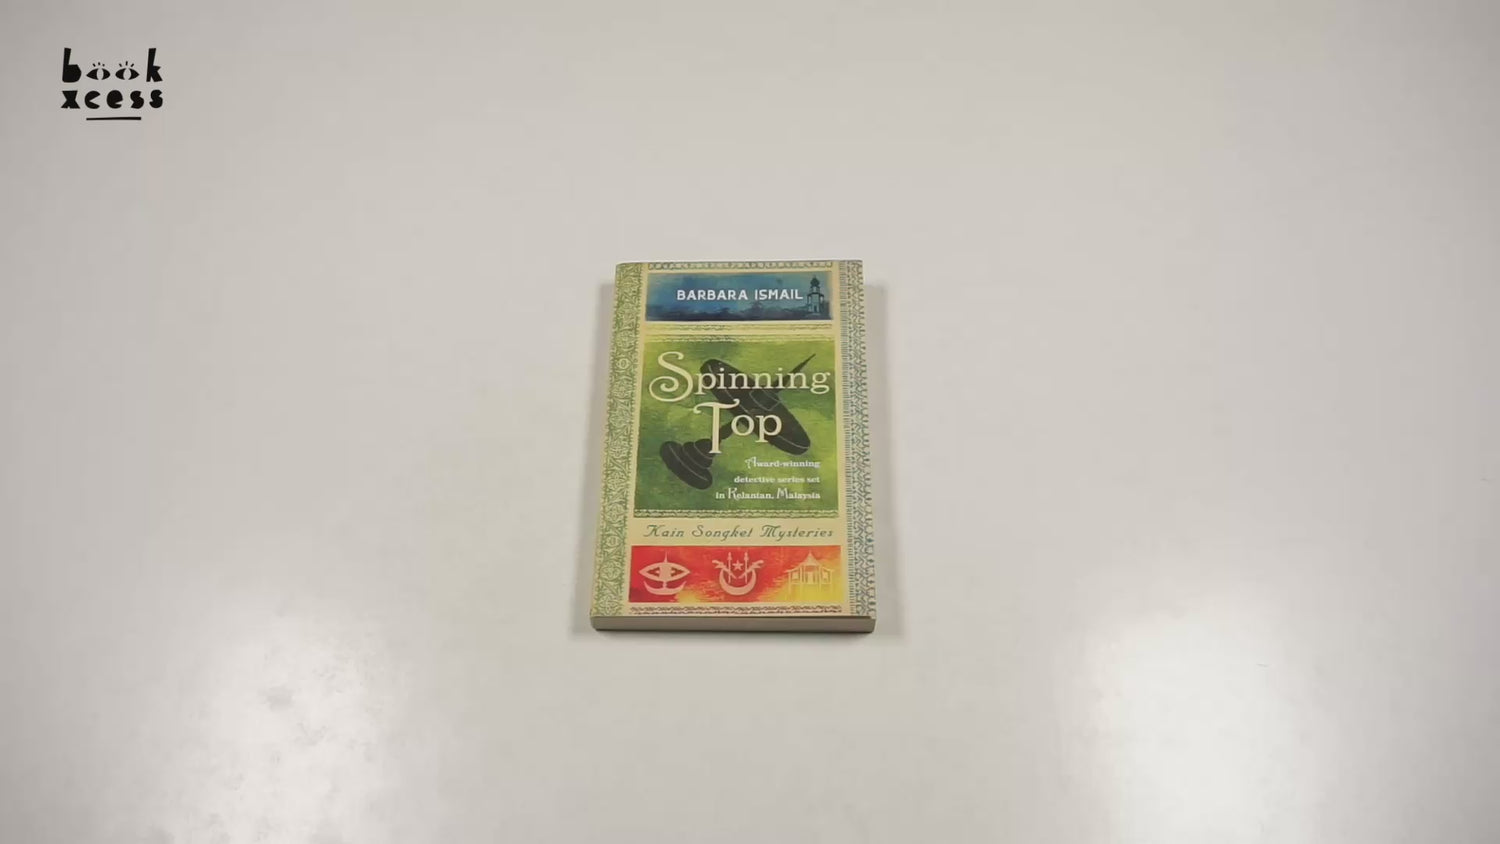 book
xcess
BARBARA ISMAIL
Spinning
Top
Award-winning
detective series set
in Kelantan, Malaysia
Kain Songket Mysteries